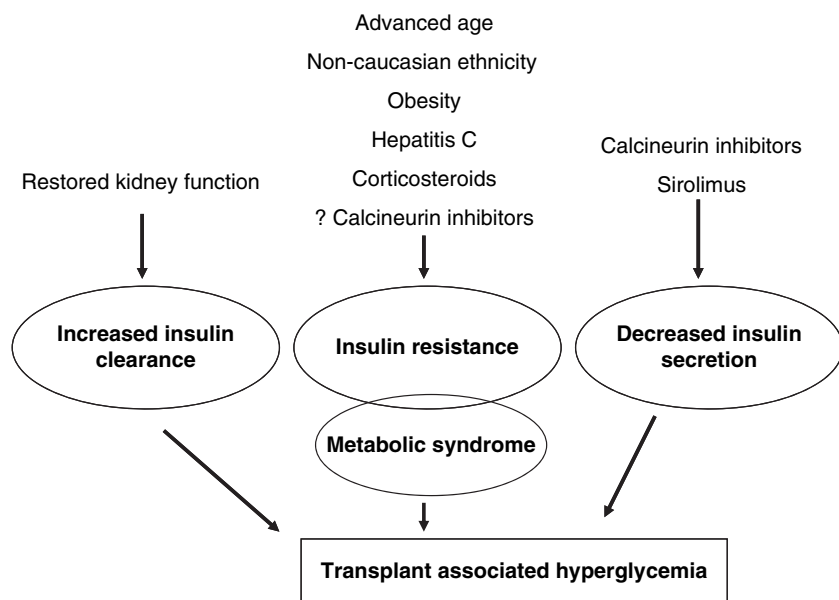 Advanced age
Non-caucasian ethnicity
Obesity
Hepatitis C
Corticosteroids
? Calcineurin inhibitors
Restored kidney function
Calcineurin inhibitors
Sirolimus
Increased insulin
clearance
Insulin resistance
Decreased insulin
secretion
Metabolic syndrome
Transplant associated hyperglycemia